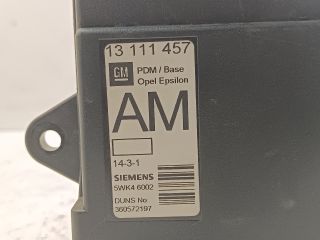 13 111 457
GM
PDM / Base
Opel Epsilon
AM
14-3-1
SIEMENS
5WK4 6002
DUNS No
360572197